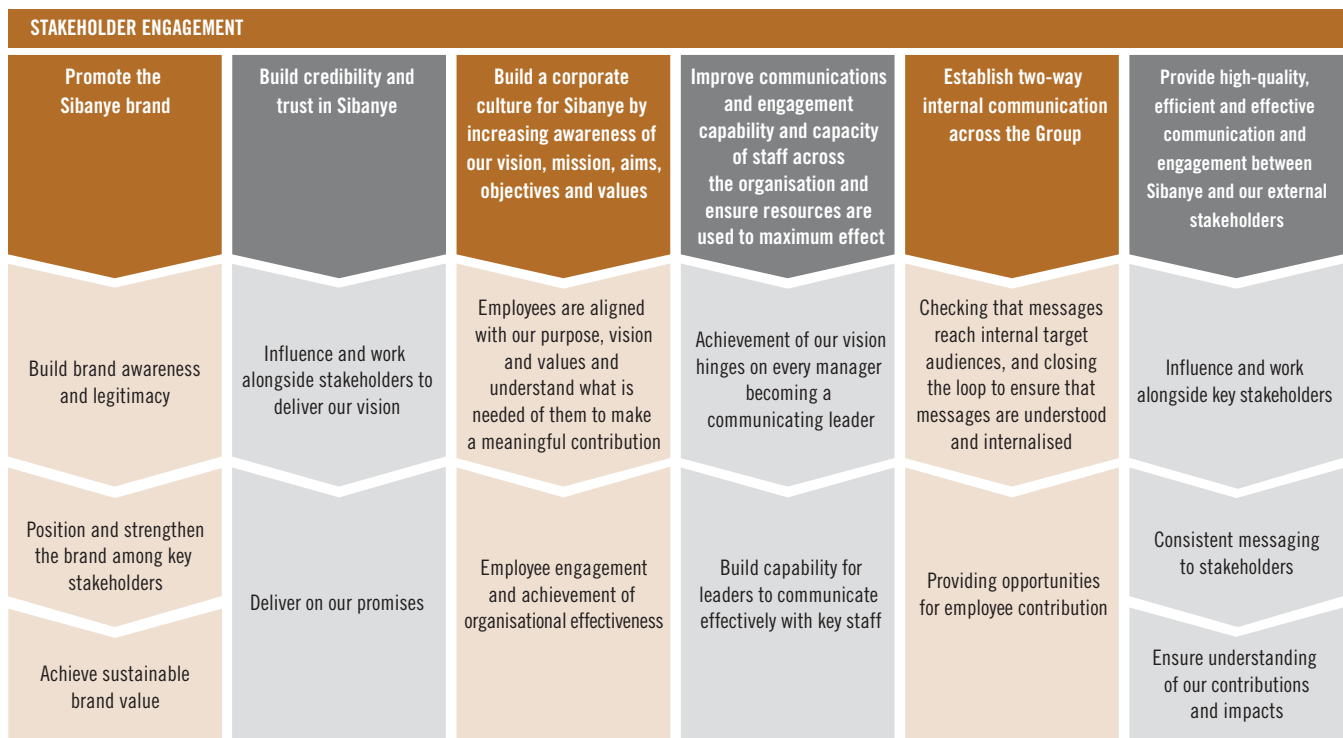 STAKEHOLDER ENGAGEMENT
Promote the
Sibanye brand
Build brand awareness
and legitimacy
Position and strengthen
the brand among key
stakeholders
Achieve sustainable
brand value
Build credibility and
trust in Sibanye
Influence and work
alongside stakeholders to
deliver our vision
Deliver on our promises
Build a corporate
culture for Sibanye by
increasing awareness of
our vision, mission, aims,
objectives and values
Employees are aligned
with our purpose, vision
and values and
understand what is
needed of them to make
a meaningful contribution
Employee engagement
and achievement of
organisational effectiveness
Improve communications
and engagement
capability and capacity
of staff across
the organisation and
ensure resources are
used to maximum effect
Achievement of our vision
hinges on every manager
becoming a
communicating leader
Build capability for
leaders to communicate
effectively with key staff
Establish two-way
internal communication
across the Group
Checking that messages
reach internal target
audiences, and closing
the loop to ensure that
messages are understood
and internalised
Providing opportunities
for employee contribution
Provide high-quality,
efficient and effective
communication and
engagement between
Sibanye and our external
stakeholders
Influence and work
alongside key stakeholders
Consistent messaging
to stakeholders
Ensure understanding
of our contributions
and impacts